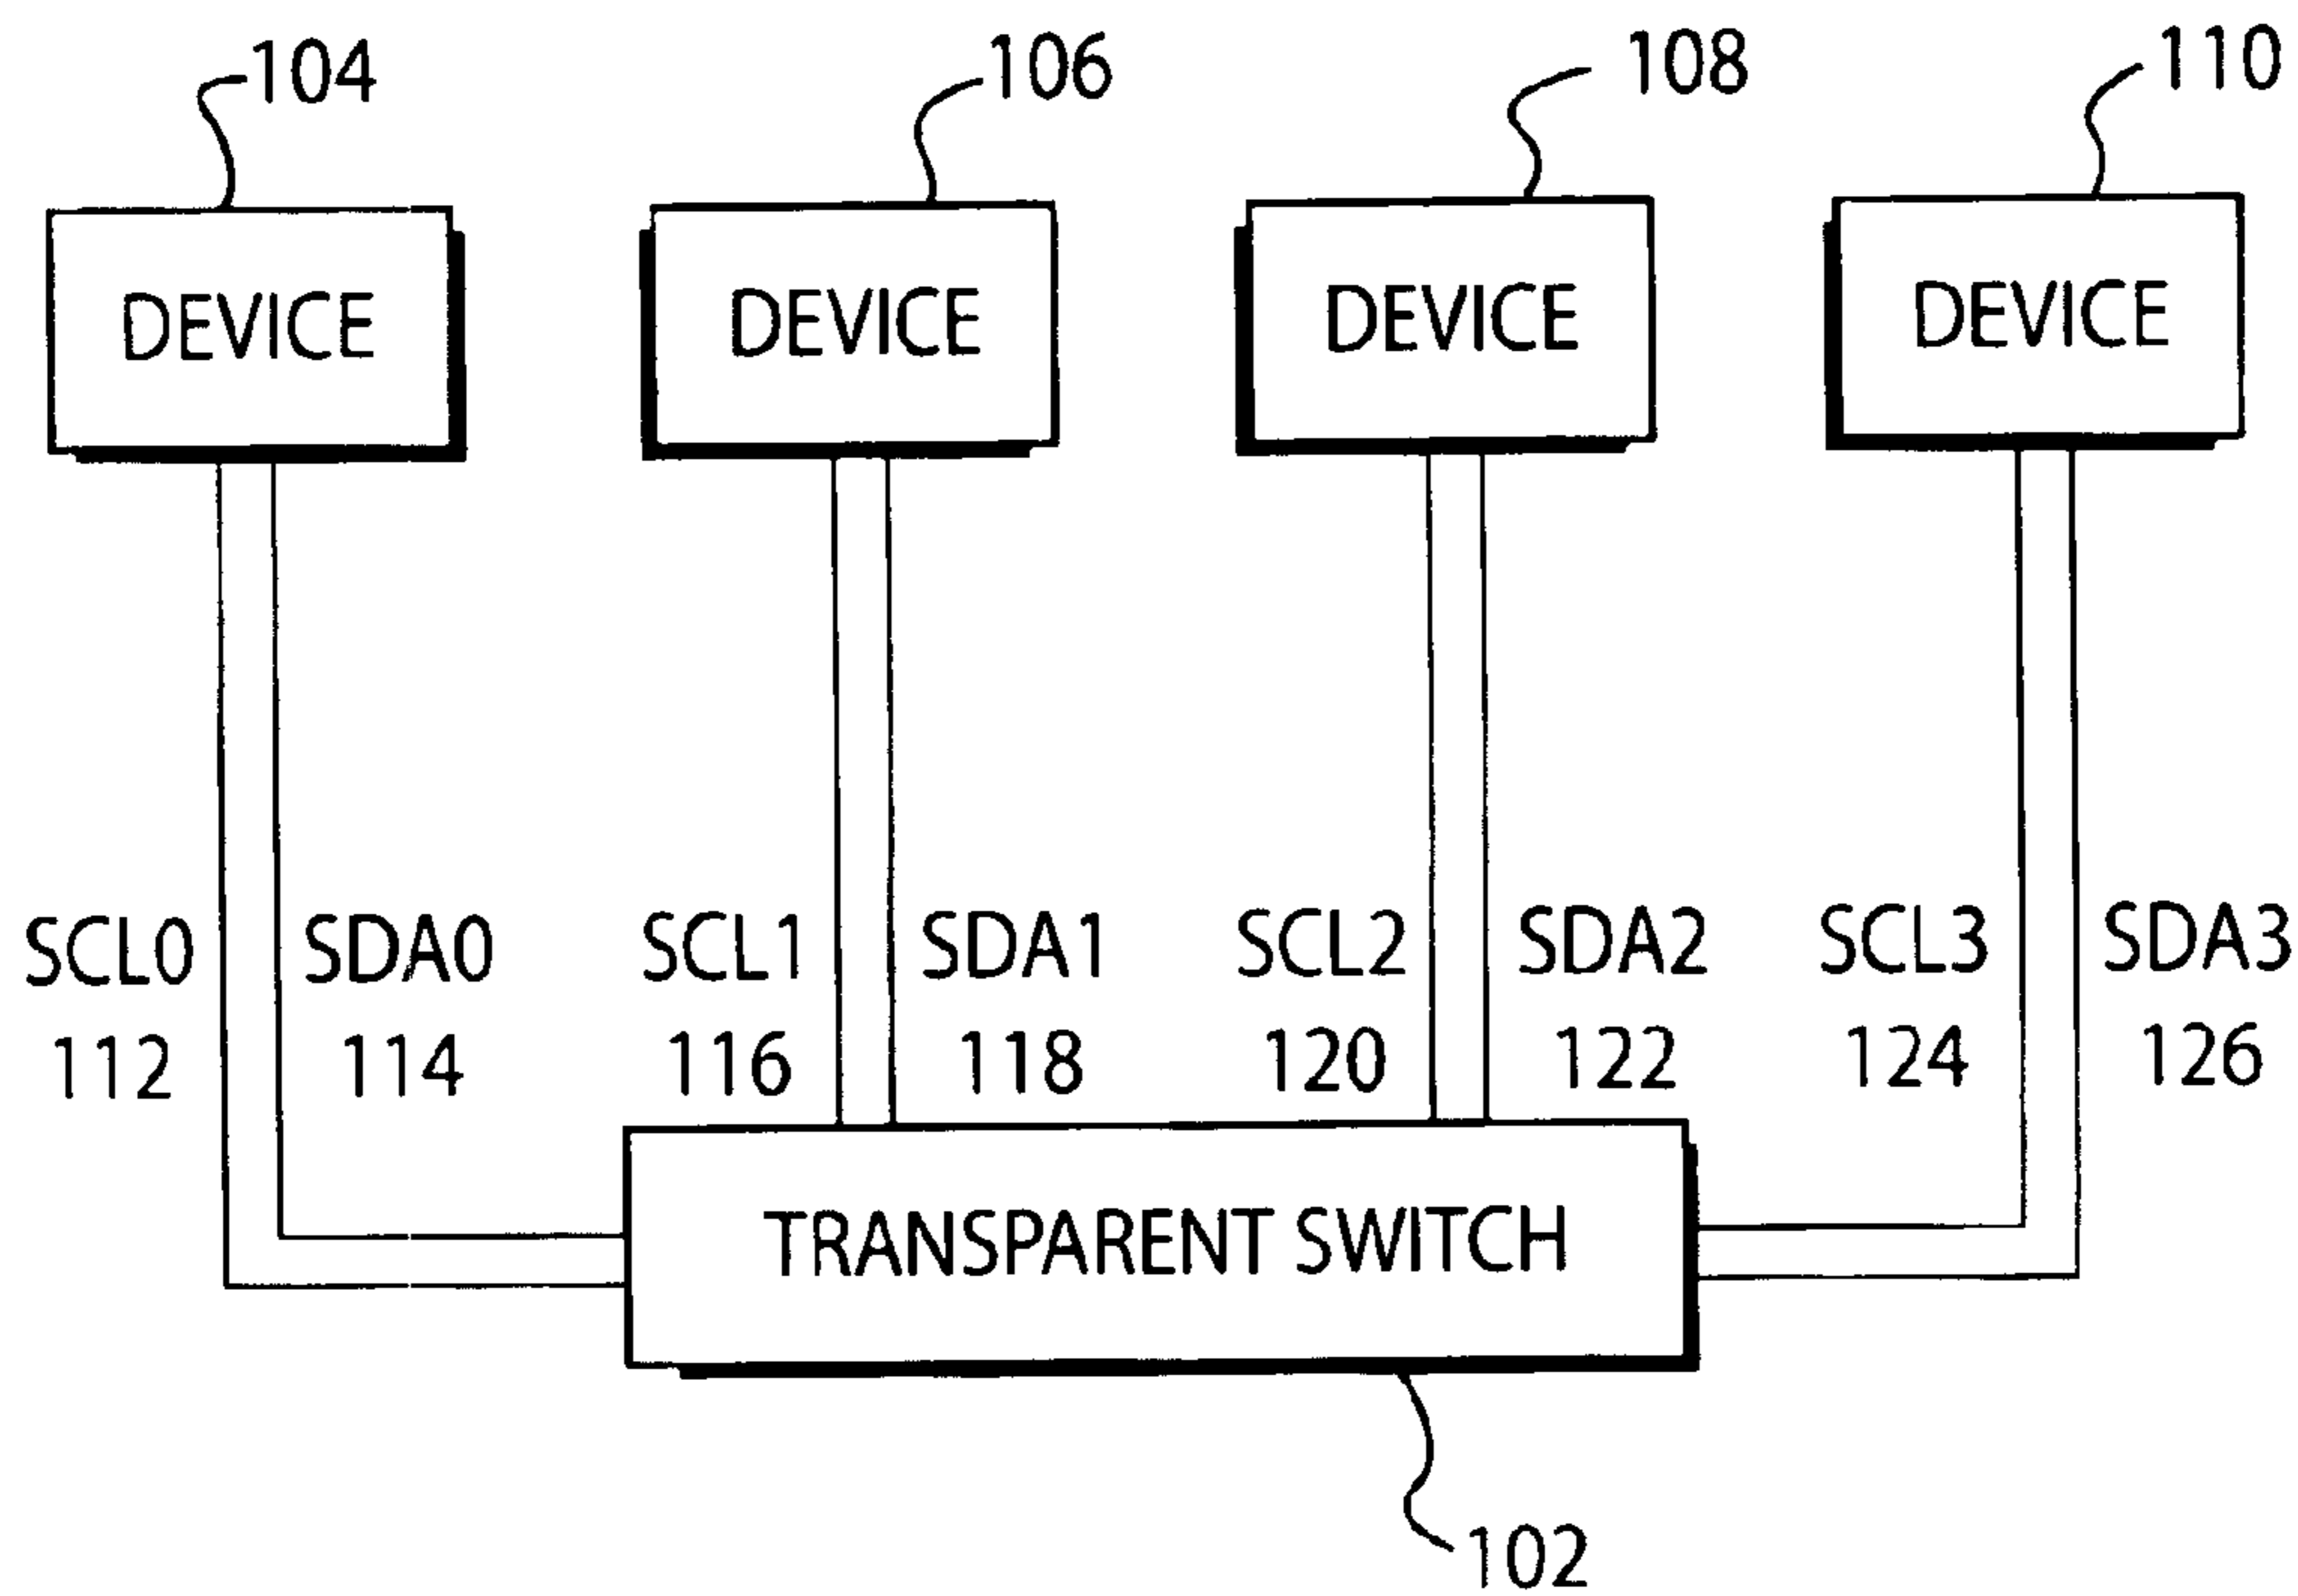 104
106
108
110
DEVICE
DEVICE
DEVICE
DEVICE
SCL0
SDA0
SCL1
SDA1
SCL2
SDA2
SCL3
SDA3
112
114
116
118
120
122
124
126
TRANSPARENT SWITCH
102